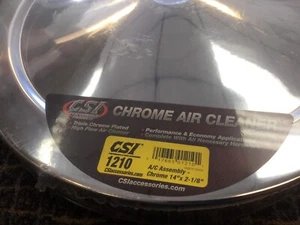 CSI
CHROME AIR CLEANER
- Triple Chrome Plated
- High Flow Air Cleaner
- Performance & Economy Applications
- Complete With All Necessary Hardware
CSI
1210
CSIaccessories.com
A/C Assembly -
Chrome 14" x 2-1/8"
CSIaccessories.com